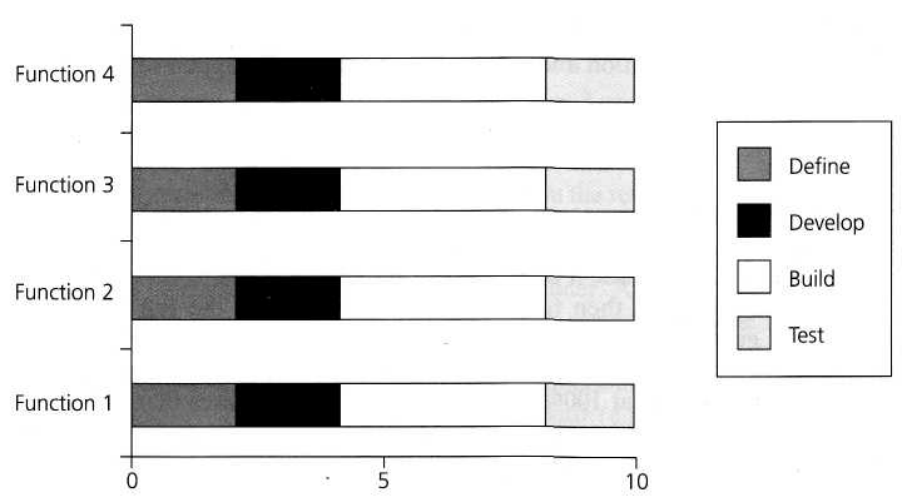 Function 4
Function 3
Function 2
Function 1
0 5 10
Define
Develop
Build
Test